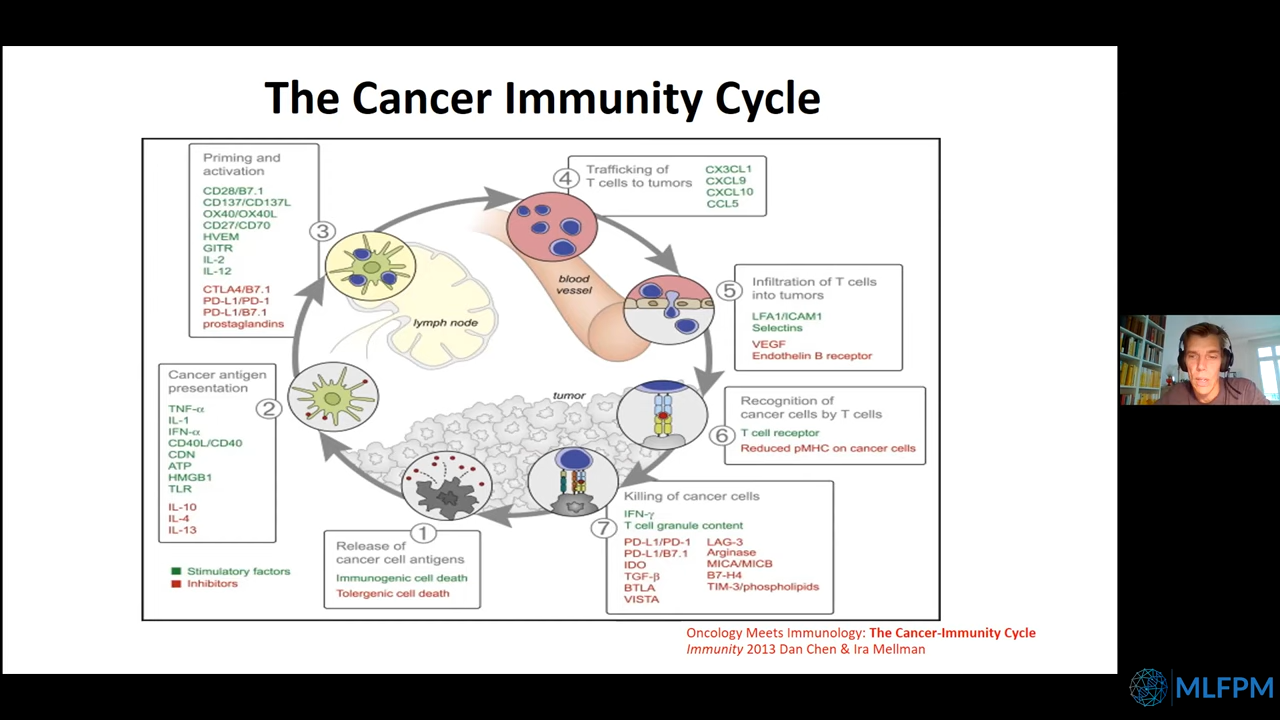 The Cancer Immunity Cycle
Priming and
activation
CD28/B7.1
CD137/CD137L
OX40/OX40L
CD27/CD70
HVEM
GITR
IL-2
IL-12
CTLA4/B7.1
PD-L1/PD-1
PD-L1/B7.1
prostaglandins
3
4
Trafficking of
T cells to tumors
CX3CL1
CXCL9
CXCL10
CCL5
blood
vessel
lymph node
5
Infiltration of T cells
into tumors
LFA1/ICAM1
Selectins
VEGF
Endothelin B receptor
Cancer antigen
presentation
TNF-α
IL-1
IFN-α
CD40L/CD40
CDN
ATP
HMGB1
TLR
IL-10
IL-4
IL-13
2
tumor
6
Recognition of
cancer cells by T cells
T cell receptor
Reduced pMHC on cancer cells
7
Killing of cancer cells
IFN-γ
T cell granule content
PD-L1/PD-1
PD-L1/B7.1
IDO
TGF-β
BTLA
VISTA
LAG-3
Arginase
MICA/MICB
B7-H4
TIM-3/phospholipids
1
Release of
cancer cell antigens
Immunogenic cell death
Tolergenic cell death
Stimulatory factors
Inhibitors
Oncology Meets Immunology: The Cancer-Immunity Cycle
Immunity 2013 Dan Chen & Ira Mellman
MLFPM